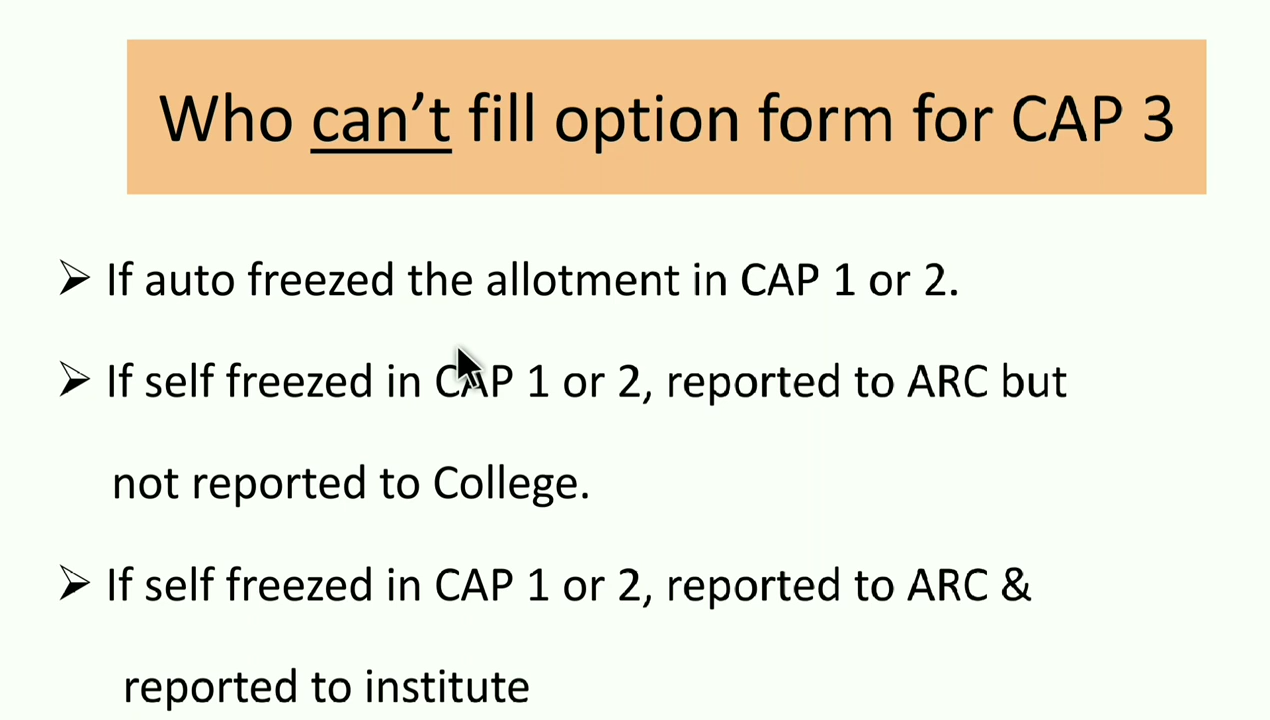 Who can't fill option form for CAP 3
➢ If auto freezed the allotment in CAP 1 or 2.
➢ If self freezed in CAP 1 or 2, reported to ARC but
not reported to College.
➢ If self freezed in CAP 1 or 2, reported to ARC &
reported to institute